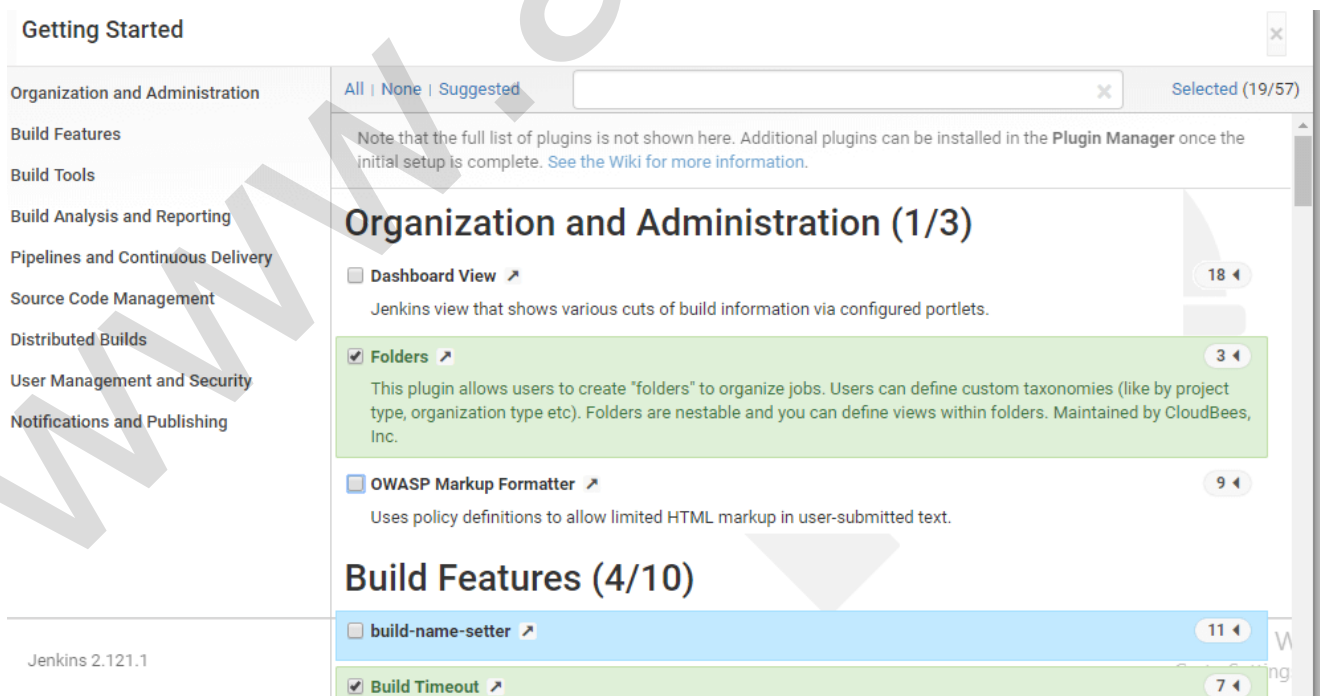 Getting Started
×
Organization and Administration
Build Features
Build Tools
Build Analysis and Reporting
Pipelines and Continuous Delivery
Source Code Management
Distributed Builds
User Management and Security
Notifications and Publishing
Jenkins 2.121.1
All | None | Suggested
×
Selected (19/57)
Note that the full list of plugins is not shown here. Additional plugins can be installed in the Plugin Manager once the
initial setup is complete. See the Wiki for more information.
Organization and Administration (1/3)
Dashboard View
18
Jenkins view that shows various cuts of build information via configured portlets.
Folders
3
This plugin allows users to create "folders" to organize jobs. Users can define custom taxonomies (like by project
type, organization type etc). Folders are nestable and you can define views within folders. Maintained by CloudBees,
Inc.
OWASP Markup Formatter
9
Uses policy definitions to allow limited HTML markup in user-submitted text.
Build Features (4/10)
build-name-setter
11
Build Timeout
7
www.